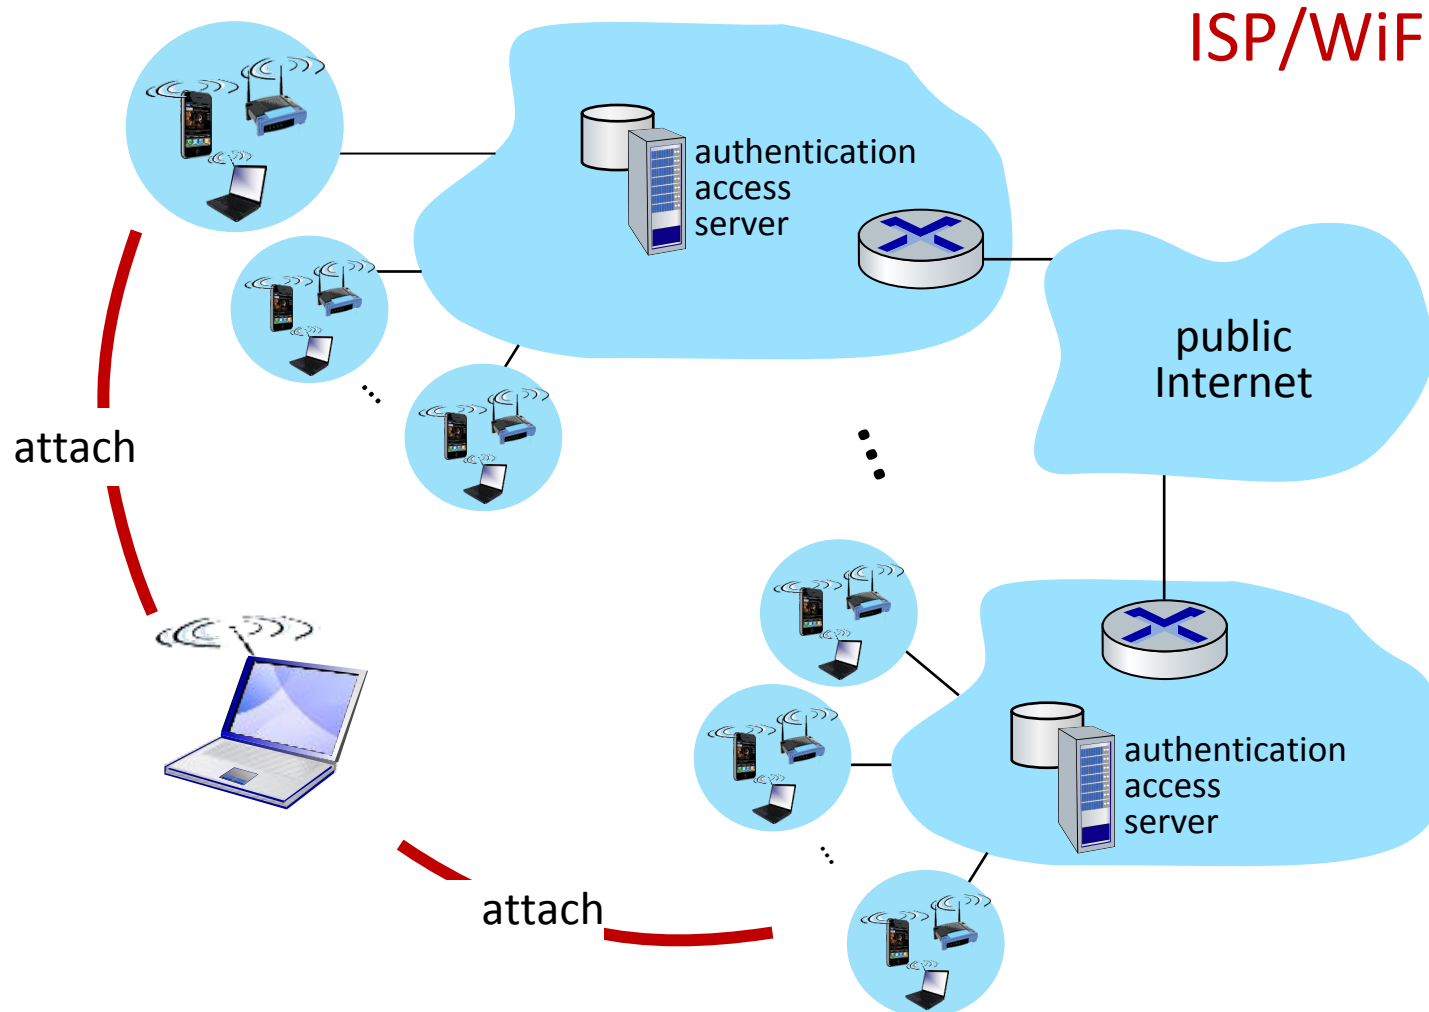 ISP/WiF
authentication
access
server
public
Internet
attach
authentication
access
server
attach